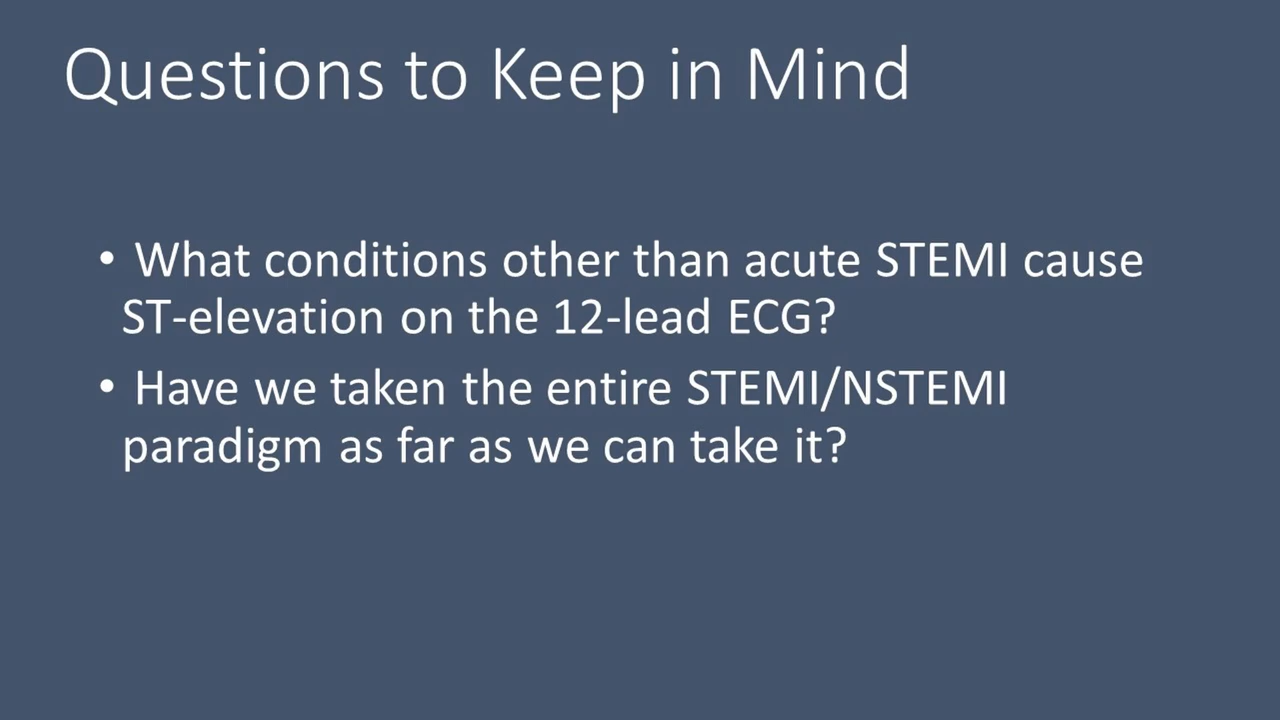 Questions to Keep in Mind
• What conditions other than acute STEMI cause
ST-elevation on the 12-lead ECG?
• Have we taken the entire STEMI/NSTEMI
paradigm as far as we can take it?